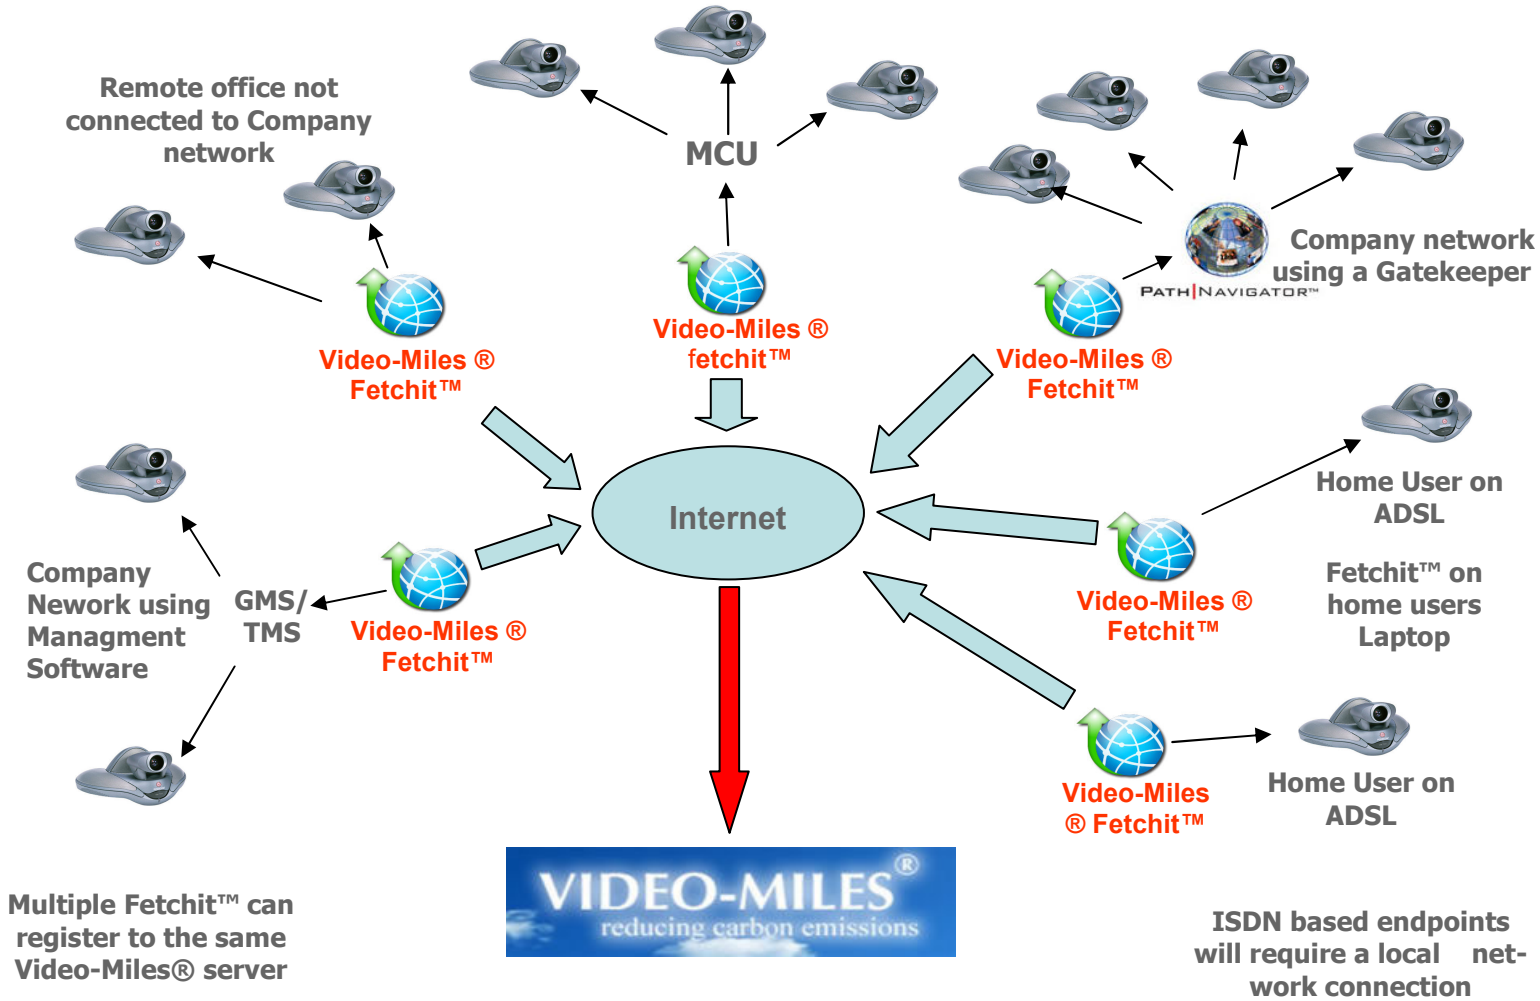 Remote office not
connected to Company
network
MCU
Company network
using a Gatekeeper
PATH|NAVIGATOR™
Video-Miles ®
Fetchit™
Video-Miles ®
fetchit™
Video-Miles ®
Fetchit™
Internet
Home User on
ADSL
Fetchit™ on
home users
Laptop
Company
Nework using
Managment
Software
GMS/
TMS
Video-Miles ®
Fetchit™
Video-Miles ®
Fetchit™
Video-Miles
® Fetchit™
Home User on
ADSL
VIDEO-MILES®
reducing carbon emissions
Multiple Fetchit™ can
register to the same
Video-Miles® server
ISDN based endpoints
will require a local net-
work connection